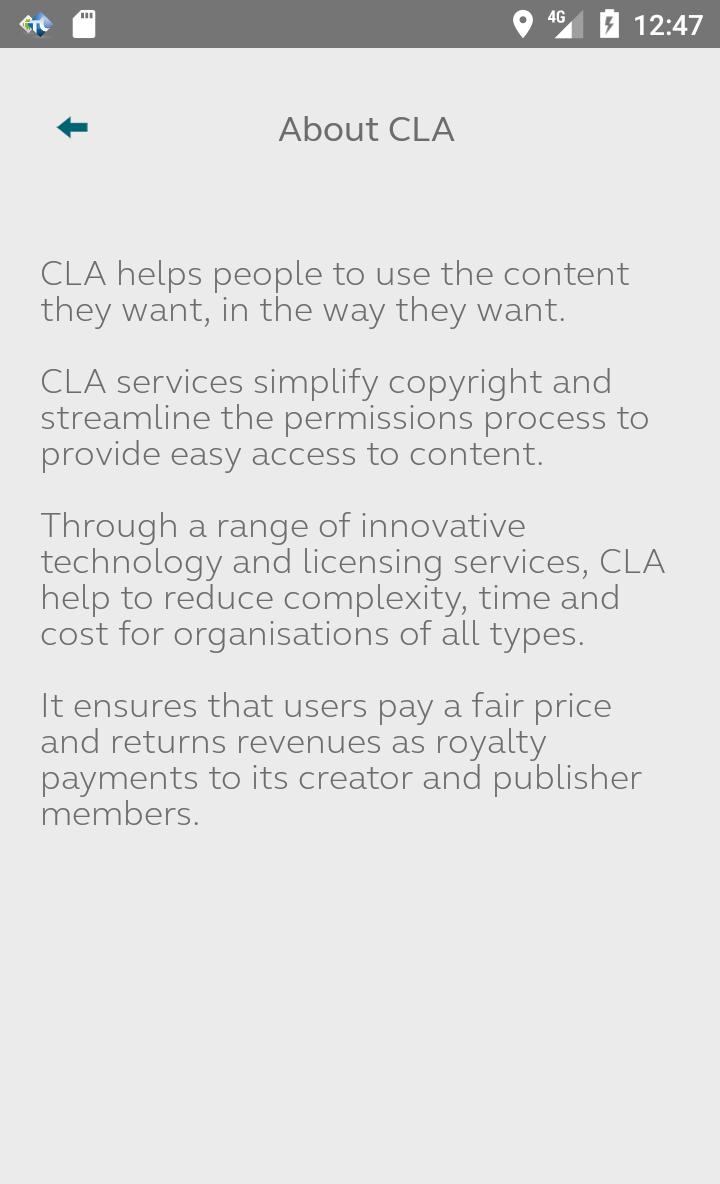 4G 12:47
About CLA
CLA helps people to use the content
they want, in the way they want.
CLA services simplify copyright and
streamline the permissions process to
provide easy access to content.
Through a range of innovative
technology and licensing services, CLA
help to reduce complexity, time and
cost for organisations of all types.
It ensures that users pay a fair price
and returns revenues as royalty
payments to its creator and publisher
members.